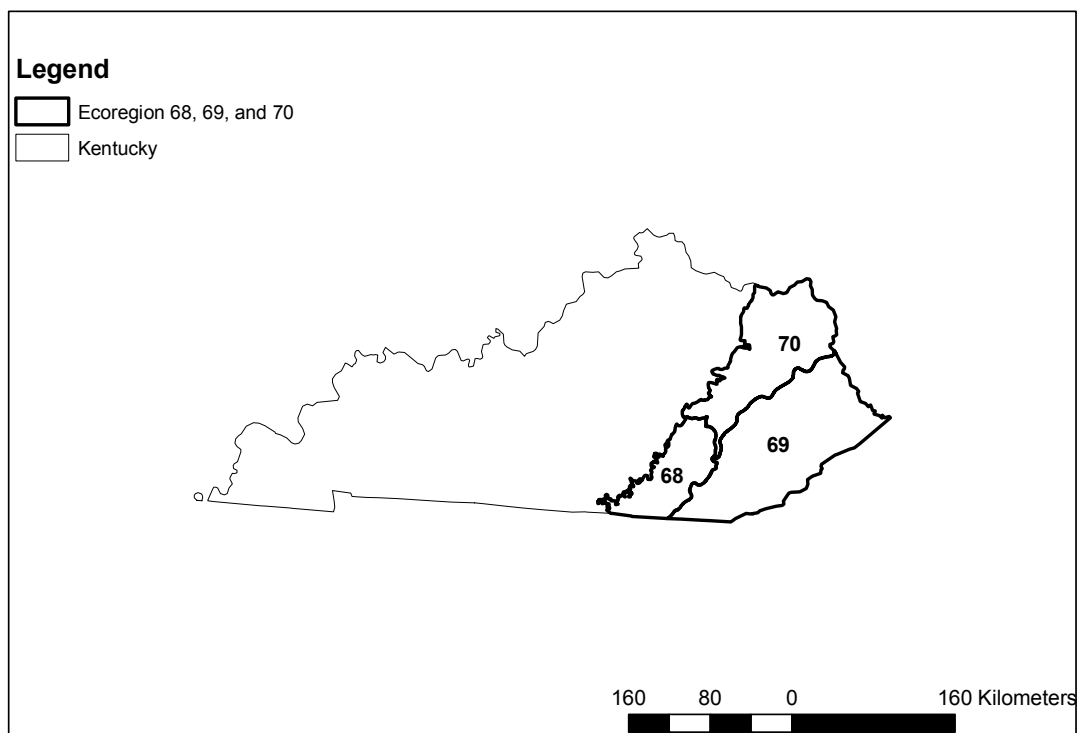 Legend
Ecoregion 68, 69, and 70
Kentucky
70
69
68
160 80 0 160 Kilometers